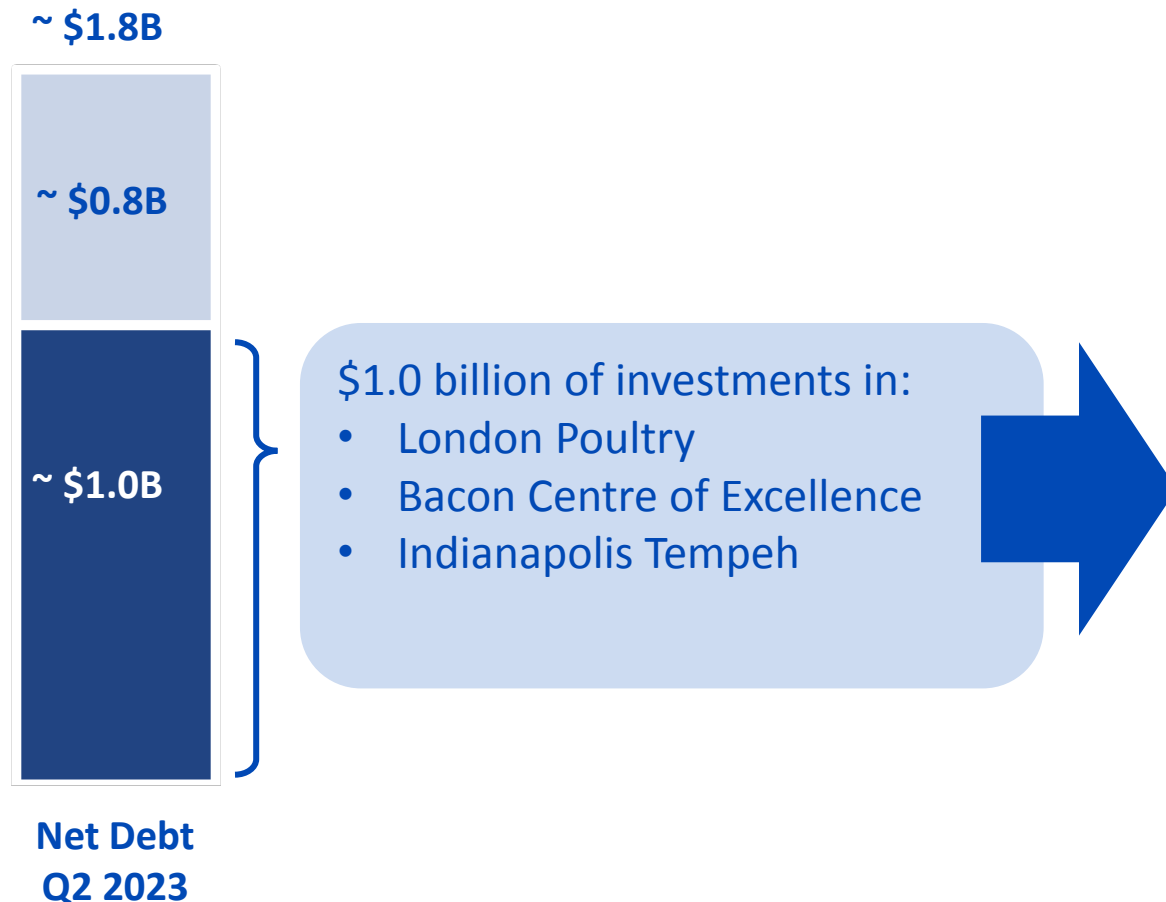 ~ $1.8B
~ $0.8B
~ $1.0B
$1.0 billion of investments in:
• London Poultry
• Bacon Centre of Excellence
• Indianapolis Tempeh
Net Debt
Q2 2023